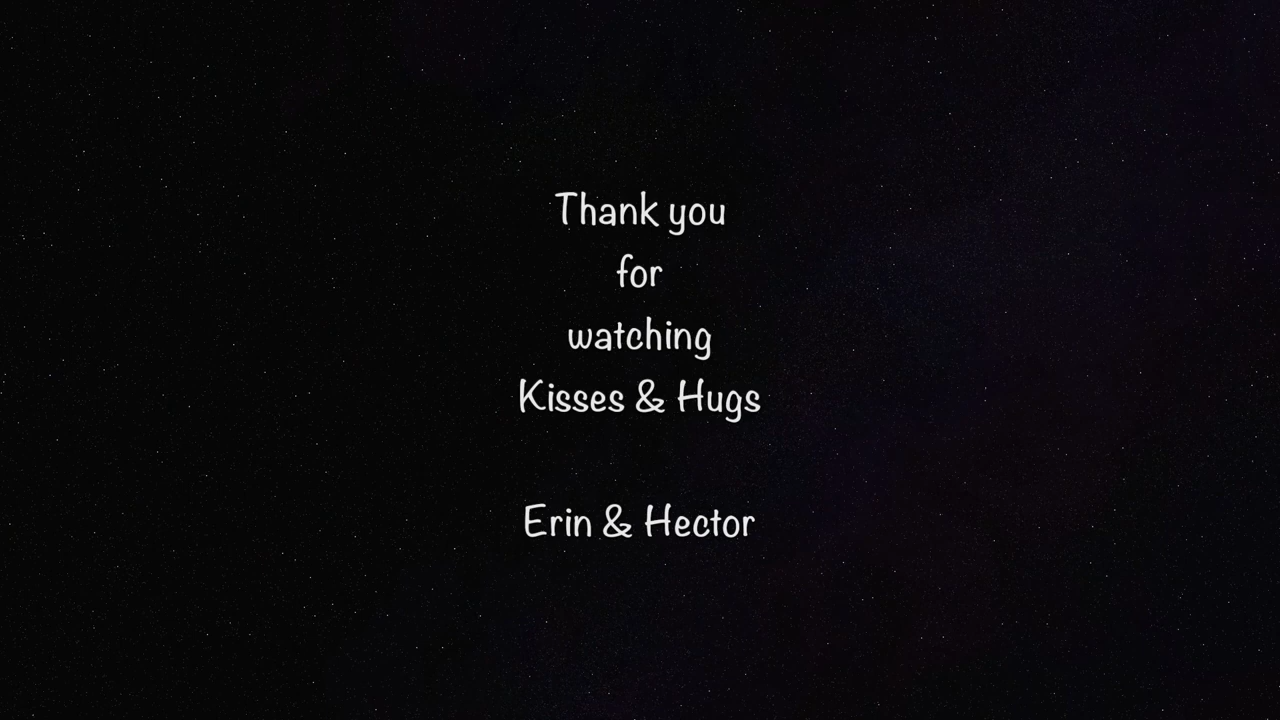 Thank you
for
watching
Kisses & Hugs
Erin & Hector